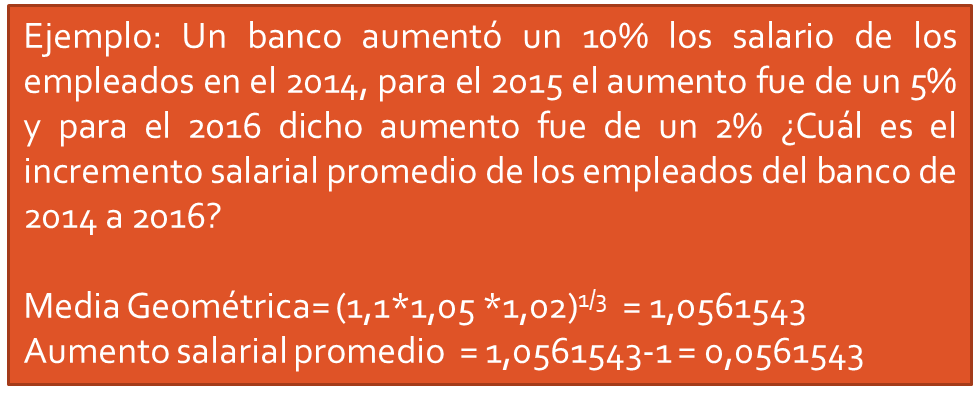 Ejemplo: Un banco aumentó un 10% los salario de los
empleados en el 2014, para el 2015 el aumento fue de un 5%
y para el 2016 dicho aumento fue de un 2% ¿Cuál es el
incremento salarial promedio de los empleados del banco de
2014 a 2016?
Media Geométrica= (1,1*1,05 *1,02)^1/3 = 1,0561543
Aumento salarial promedio = 1,0561543-1 = 0,0561543